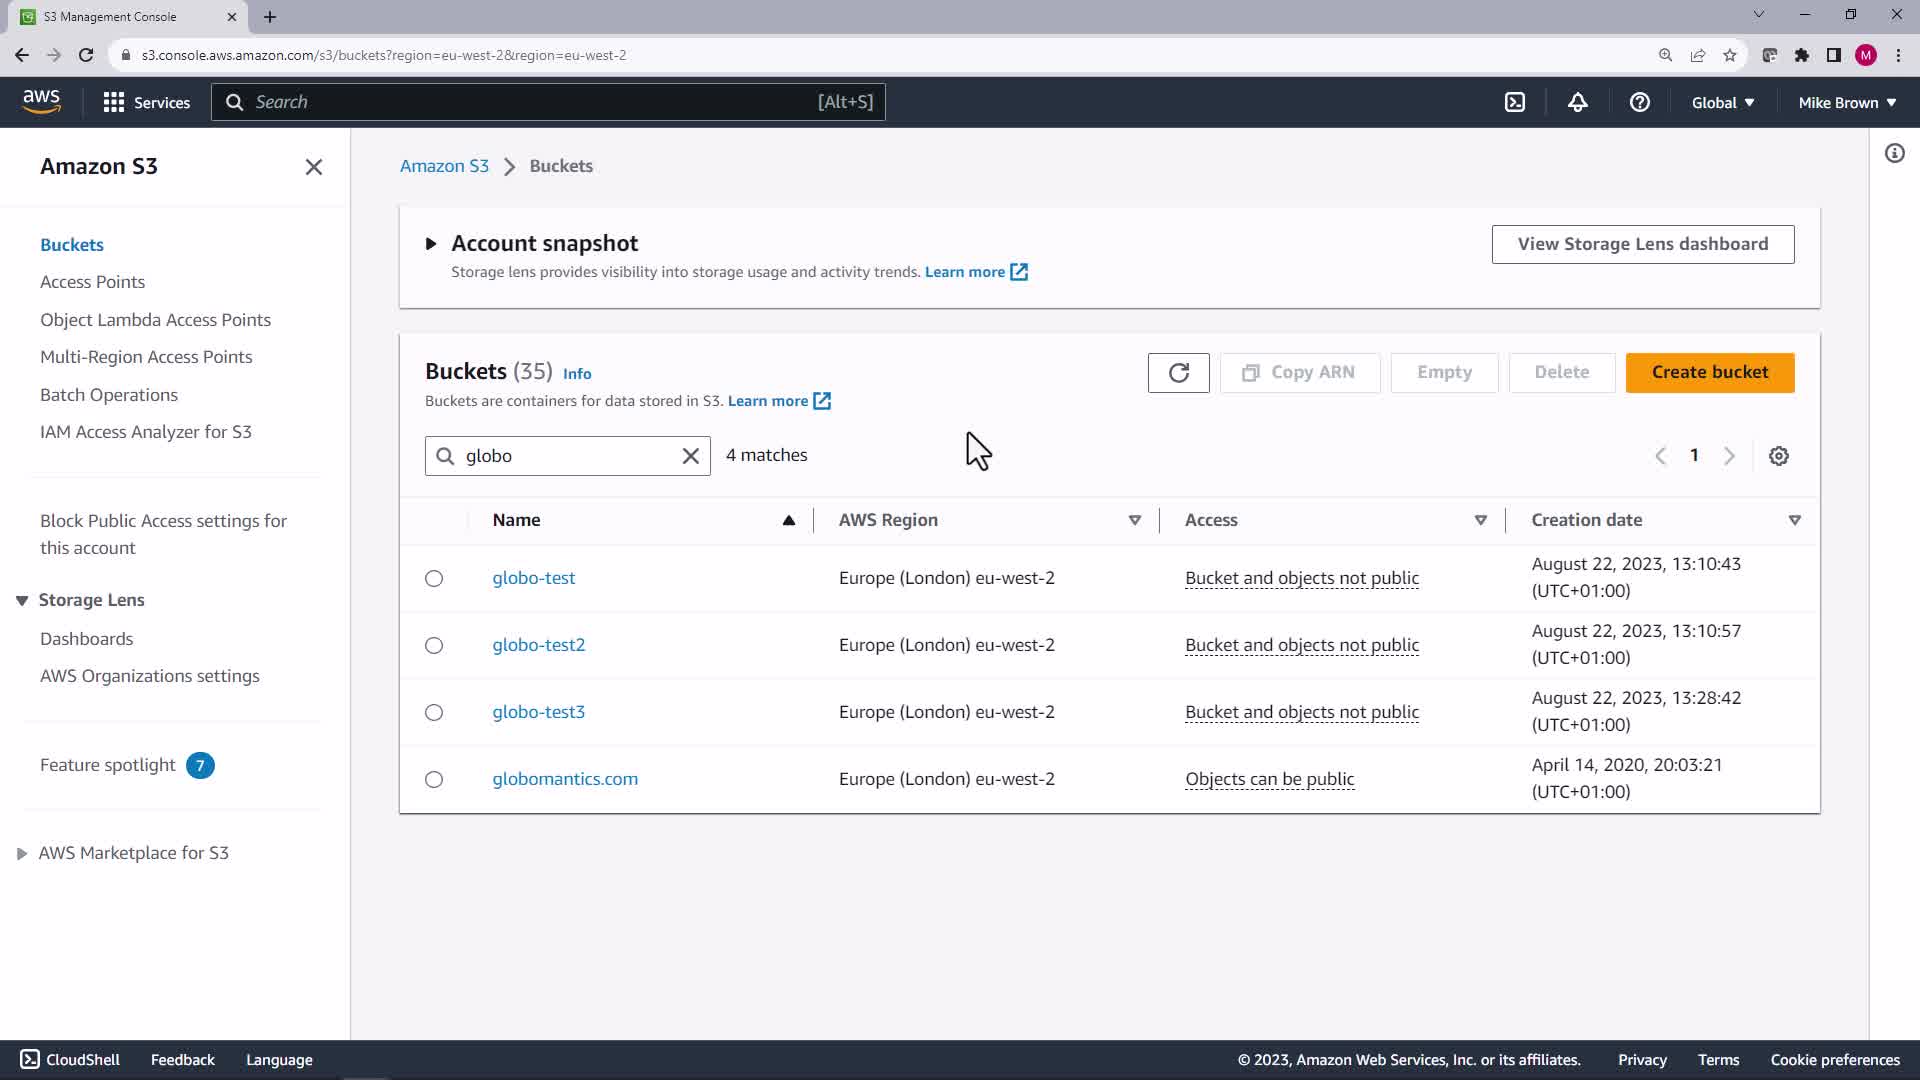 S3 Management Console
s3.console.aws.amazon.com/s3/buckets?region=eu-west-2&region=eu-west-2
M
aws
Services
Search
[Alt+S]
Global
Mike Brown
Amazon S3
Buckets
Access Points
Object Lambda Access Points
Multi-Region Access Points
Batch Operations
IAM Access Analyzer for S3
Block Public Access settings for
this account
Storage Lens
Dashboards
AWS Organizations settings
Feature spotlight 7
AWS Marketplace for S3
Amazon S3 Buckets
Account snapshot
View Storage Lens dashboard
Storage lens provides visibility into storage usage and activity trends. Learn more
Buckets (35) Info
Copy ARN
Empty
Delete
Create bucket
Buckets are containers for data stored in S3. Learn more
globo
4 matches
1
Name AWS Region Access Creation date
globo-test Europe (London) eu-west-2 Bucket and objects not public August 22, 2023, 13:10:43
(UTC+01:00)
globo-test2 Europe (London) eu-west-2 Bucket and objects not public August 22, 2023, 13:10:57
(UTC+01:00)
globo-test3 Europe (London) eu-west-2 Bucket and objects not public August 22, 2023, 13:28:42
(UTC+01:00)
globomantics.com Europe (London) eu-west-2 Objects can be public April 14, 2020, 20:03:21
(UTC+01:00)
CloudShell Feedback Language
© 2023, Amazon Web Services, Inc. or its affiliates. Privacy Terms Cookie preferences